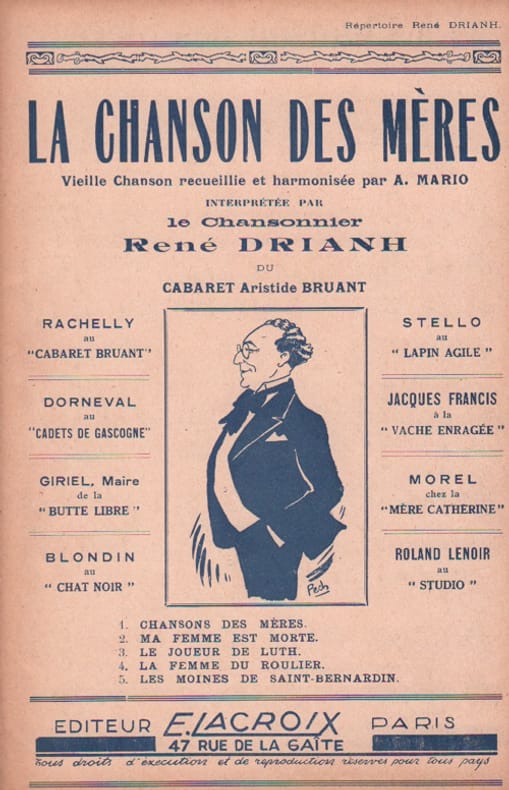 Répertoire René DRIANH.
LA CHANSON DES MÈRES
Vieille Chanson recueillie et harmonisée par A. MARIO
INTERPRÉTÉE PAR
le Chansonnier
René DRIANH
DU
CABARET Aristide BRUANT
RACHELLY
au
"CABARET BRUANT"
DORNEVAL
au
"CADETS DE GASCOGNE"
GIRIEL, Maire
de la
"BUTTE LIBRE"
BLONDIN
au
" CHAT NOIR "
STELLO
au
" LAPIN AGILE "
JACQUES FRANCIS
à la
" VACHE ENRAGÉE "
MOREL
chez la
"MÈRE CATHERINE"
ROLAND LENOIR
au
" STUDIO "
Pech
1. CHANSONS DES MÈRES.
2. MA FEMME EST MORTE.
3. LE JOUEUR DE LUTH.
4. LA FEMME DU ROULIER.
5. LES MOINES DE SAINT-BERNARDIN.
EDITEUR E. LACROIX PARIS
47 RUE DE LA GAÎTE
Tous droits d'éxecution et de reproduction réservés pour tous pays